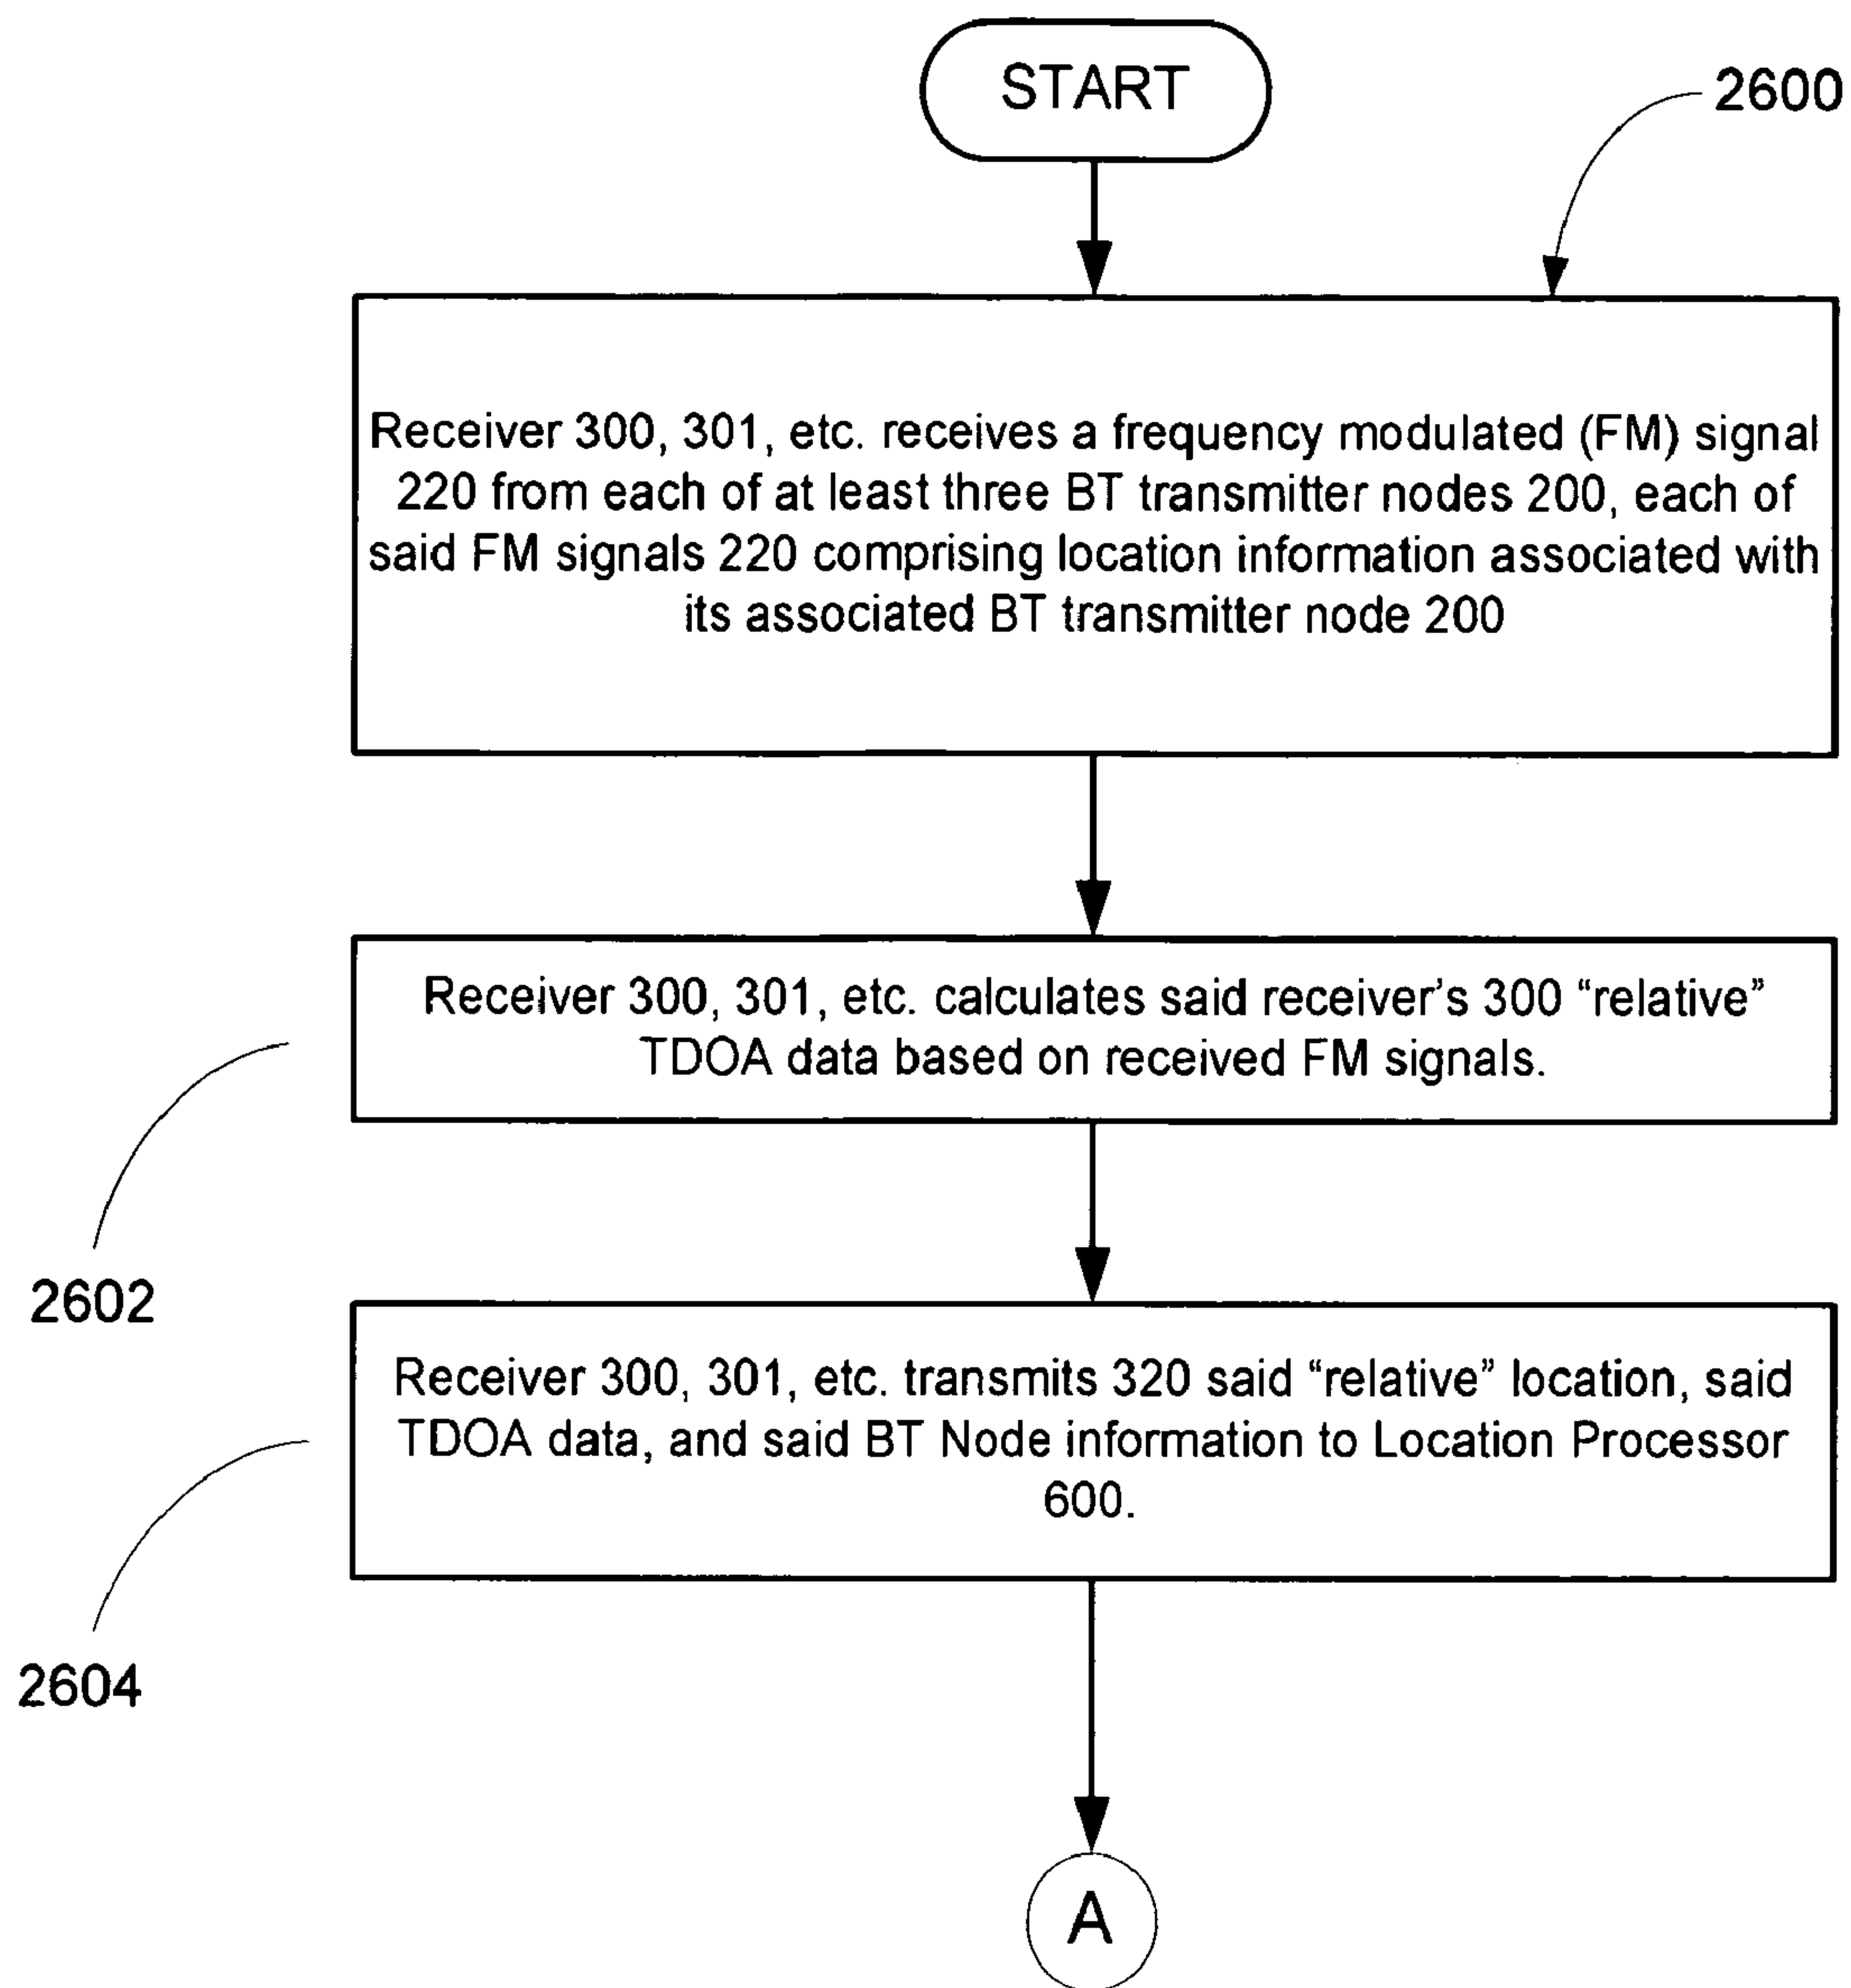 START
2600
Receiver 300, 301, etc. receives a frequency modulated (FM) signal
220 from each of at least three BT transmitter nodes 200, each of
said FM signals 220 comprising location information associated with
its associated BT transmitter node 200
Receiver 300, 301, etc. calculates said receiver’s 300 “relative”
TDOA data based on received FM signals.
2602
Receiver 300, 301, etc. transmits 320 said “relative” location, said
TDOA data, and said BT Node information to Location Processor
600.
2604
A